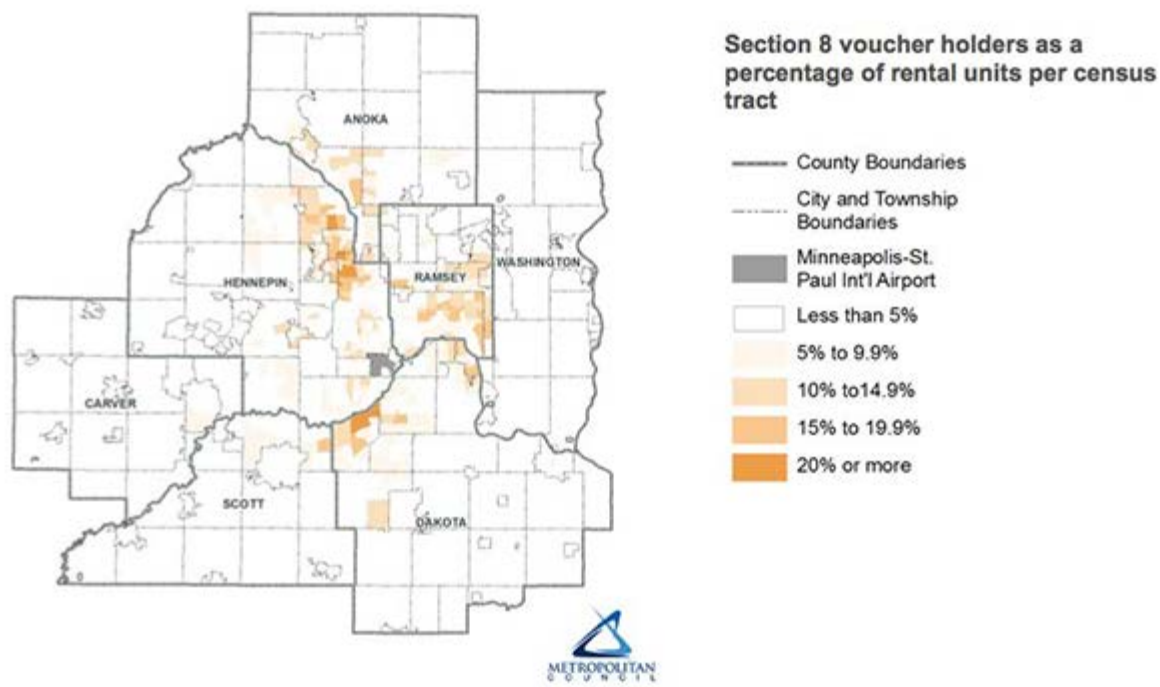 Section 8 voucher holders as a
percentage of rental units per census
tract
County Boundaries
City and Township
Boundaries
Minneapolis-St.
Paul Int'l Airport
Less than 5%
5% to 9.9%
10% to14.9%
15% to 19.9%
20% or more
ANOKA
HENNEPIN
RAMSEY
WASHINGTON
CARVER
SCOTT
DAKOTA
METROPOLITAN
COUNCIL